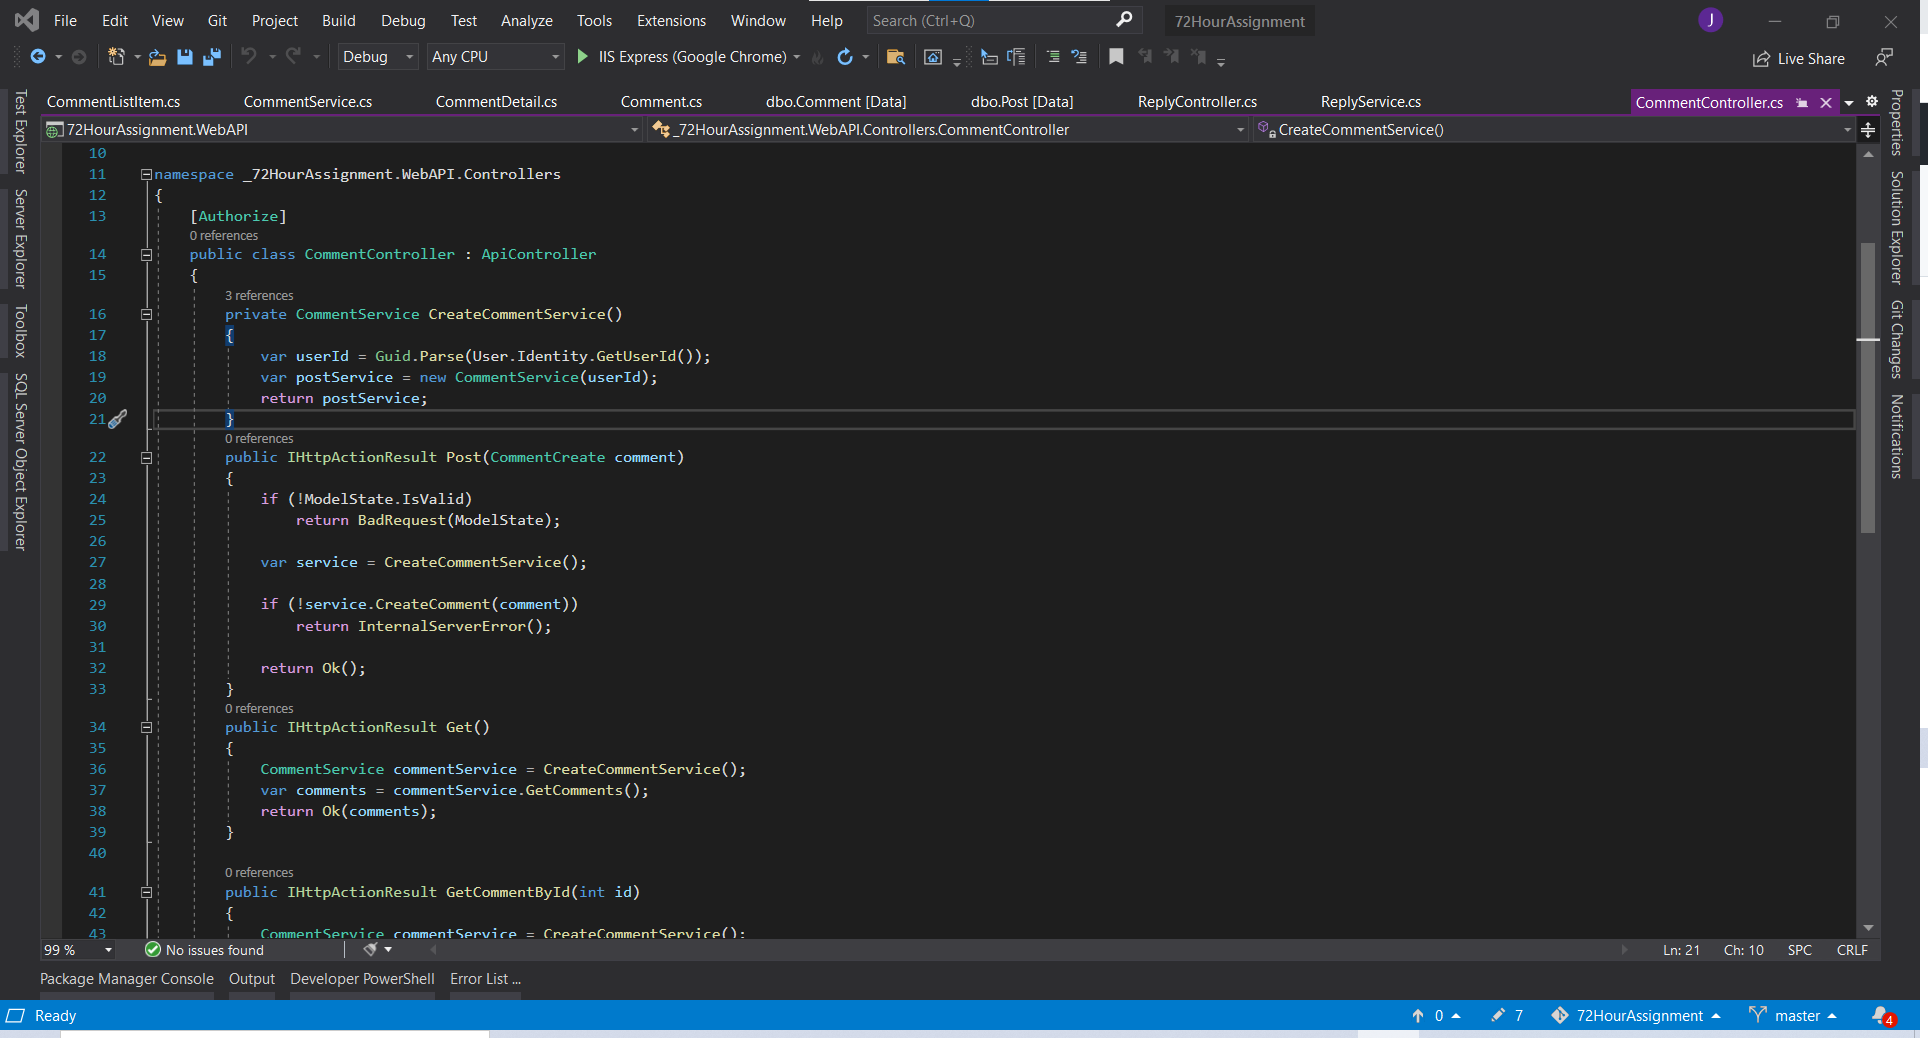 File Edit View Git Project Build Debug Test Analyze Tools Extensions Window Help Search (Ctrl+Q) 72HourAssignment J
Debug Any CPU IIS Express (Google Chrome) Live Share
CommentListItem.cs CommentService.cs CommentDetail.cs Comment.cs dbo.Comment [Data] dbo.Post [Data] ReplyController.cs ReplyService.cs CommentController.cs
72HourAssignment.WebAPI _72HourAssignment.WebAPI.Controllers.CommentController CreateCommentService()
Test Explorer
Server Explorer
Toolbox
SQL Server Object Explorer
10
11 namespace _72HourAssignment.WebAPI.Controllers
12 {
13 [Authorize]
0 references
14 public class CommentController : ApiController
15 {
3 references
16 private CommentService CreateCommentService()
17 {
18 var userId = Guid.Parse(User.Identity.GetUserId());
19 var postService = new CommentService(userId);
20 return postService;
21 }
0 references
22 public IHttpActionResult Post(CommentCreate comment)
23 {
24 if (!ModelState.IsValid)
25 return BadRequest(ModelState);
26
27 var service = CreateCommentService();
28
29 if (!service.CreateComment(comment))
30 return InternalServerError();
31
32 return Ok();
33 }
0 references
34 public IHttpActionResult Get()
35 {
36 CommentService commentService = CreateCommentService();
37 var comments = commentService.GetComments();
38 return Ok(comments);
39 }
40
0 references
41 public IHttpActionResult GetCommentById(int id)
42 {
43 CommentService commentService = CreateCommentService();
Properties
Solution Explorer
Git Changes
Notifications
99 % No issues found Ln: 21 Ch: 10 SPC CRLF
Package Manager Console Output Developer PowerShell Error List ...
Ready 0 7 72HourAssignment master 4